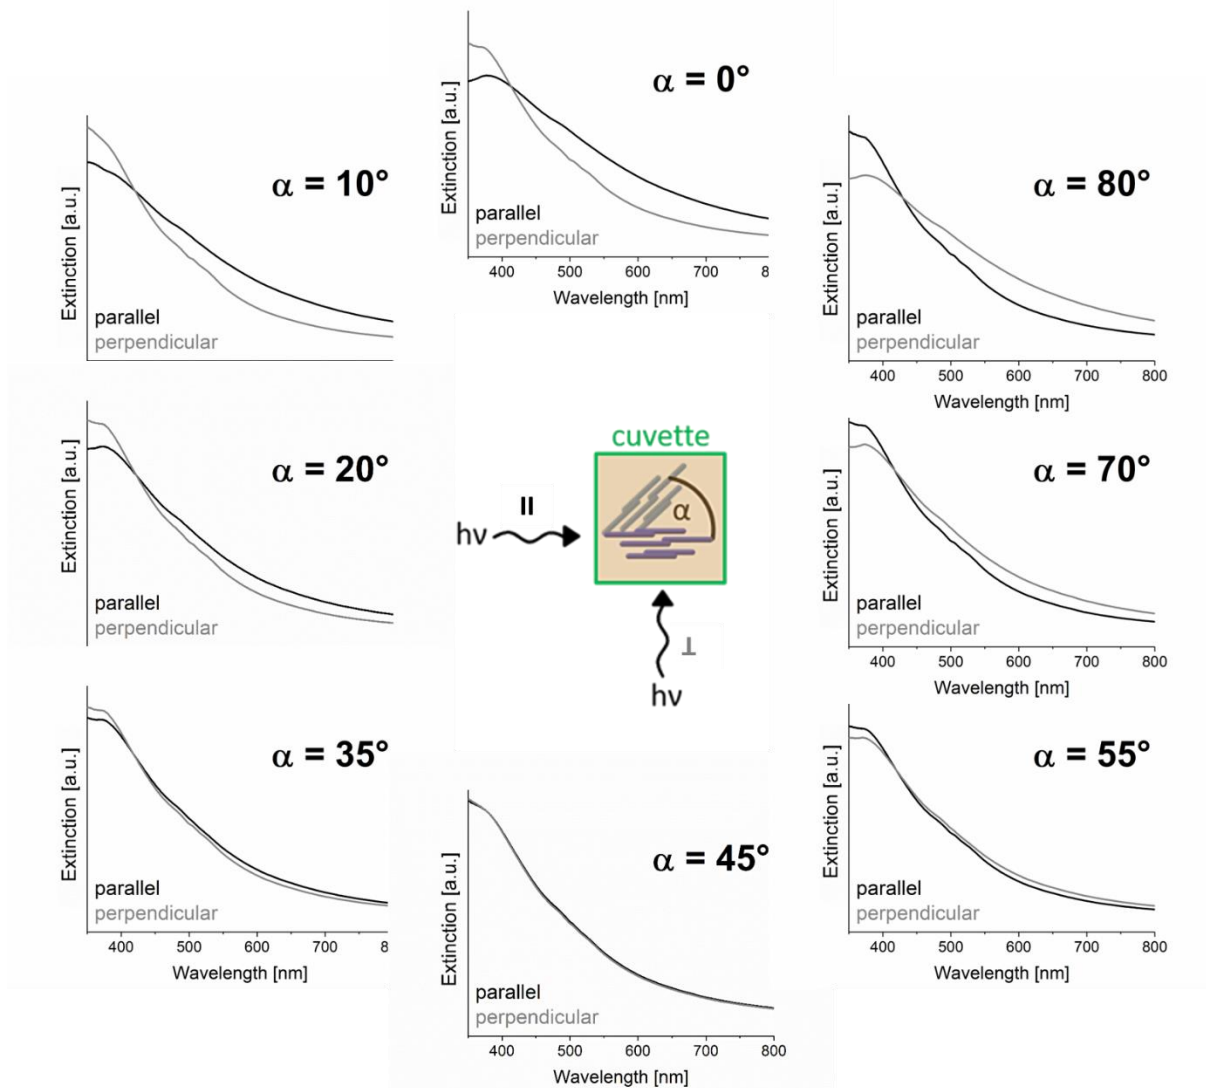 α = 0°
Extinction [a.u.]
parallel
perpendicular
400 500 600 700 8
Wavelength [nm]
α = 10°
Extinction [a.u.]
parallel
perpendicular
α = 80°
Extinction [a.u.]
parallel
perpendicular
400 500 600 700 800
Wavelength [nm]
α = 20°
Extinction [a.u.]
parallel
perpendicular
cuvette
α
II
hν
⊥
hν
α = 70°
Extinction [a.u.]
parallel
perpendicular
400 500 600 700 800
Wavelength [nm]
α = 35°
Extinction [a.u.]
parallel
perpendicular
400 500 600 700 8
Wavelength [nm]
α = 45°
Extinction [a.u.]
parallel
perpendicular
400 500 600 700 800
Wavelength [nm]
α = 55°
Extinction [a.u.]
parallel
perpendicular
400 500 600 700 800
Wavelength [nm]